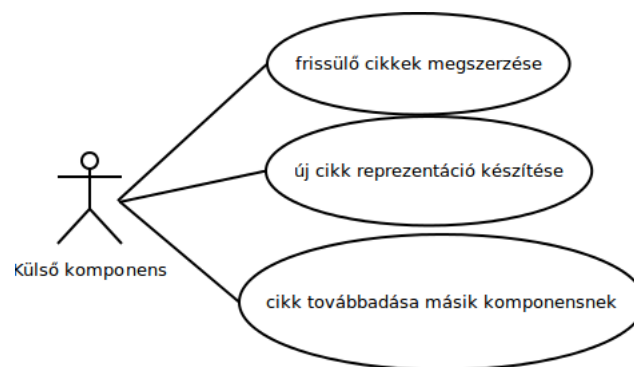 frissülő cikkek megszerzése
új cikk reprezentáció készítése
Külső komponens
cikk továbbadása másik komponensnek